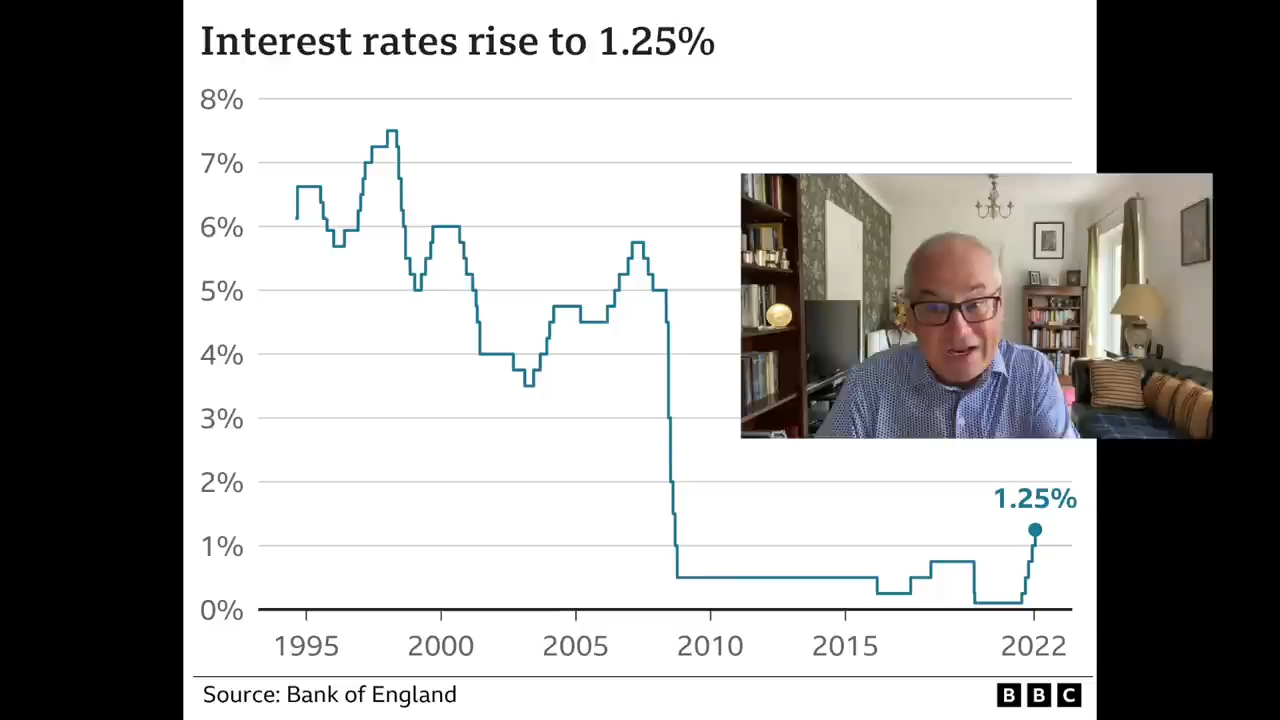 Interest rates rise to 1.25%
8%
7%
6%
5%
4%
3%
2%
1.25%
1%
0%
1995 2000 2005 2010 2015 2022
Source: Bank of England
BBC